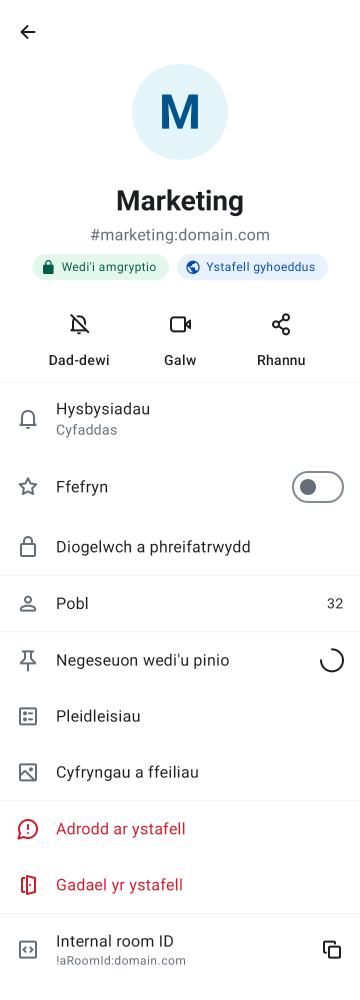 M
Marketing
#marketing:domain.com
Wedi'i amgryptio
Ystafell gyhoeddus
Dad-dewi
Galw
Rhannu
Hysbysiadau
Cyfaddas
Ffefryn
Diogelwch a phreifatrwydd
Pobl
32
Negeseuon wedi'u pinio
Pleidleisiau
Cyfryngau a ffeiliau
Adrodd ar ystafell
Gadael yr ystafell
Internal room ID
!aRoomId:domain.com